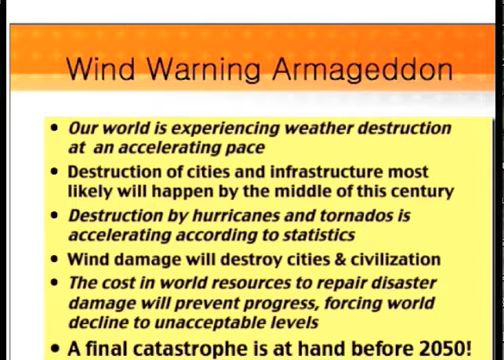 Wind Warning Armageddon
• Our world is experiencing weather destruction
at an accelerating pace
• Destruction of cities and infrastructure most
likely will happen by the middle of this century
• Destruction by hurricanes and tornados is
accelerating according to statistics
• Wind damage will destroy cities & civilization
• The cost in world resources to repair disaster
damage will prevent progress, forcing world
decline to unacceptable levels
• A final catastrophe is at hand before 2050!